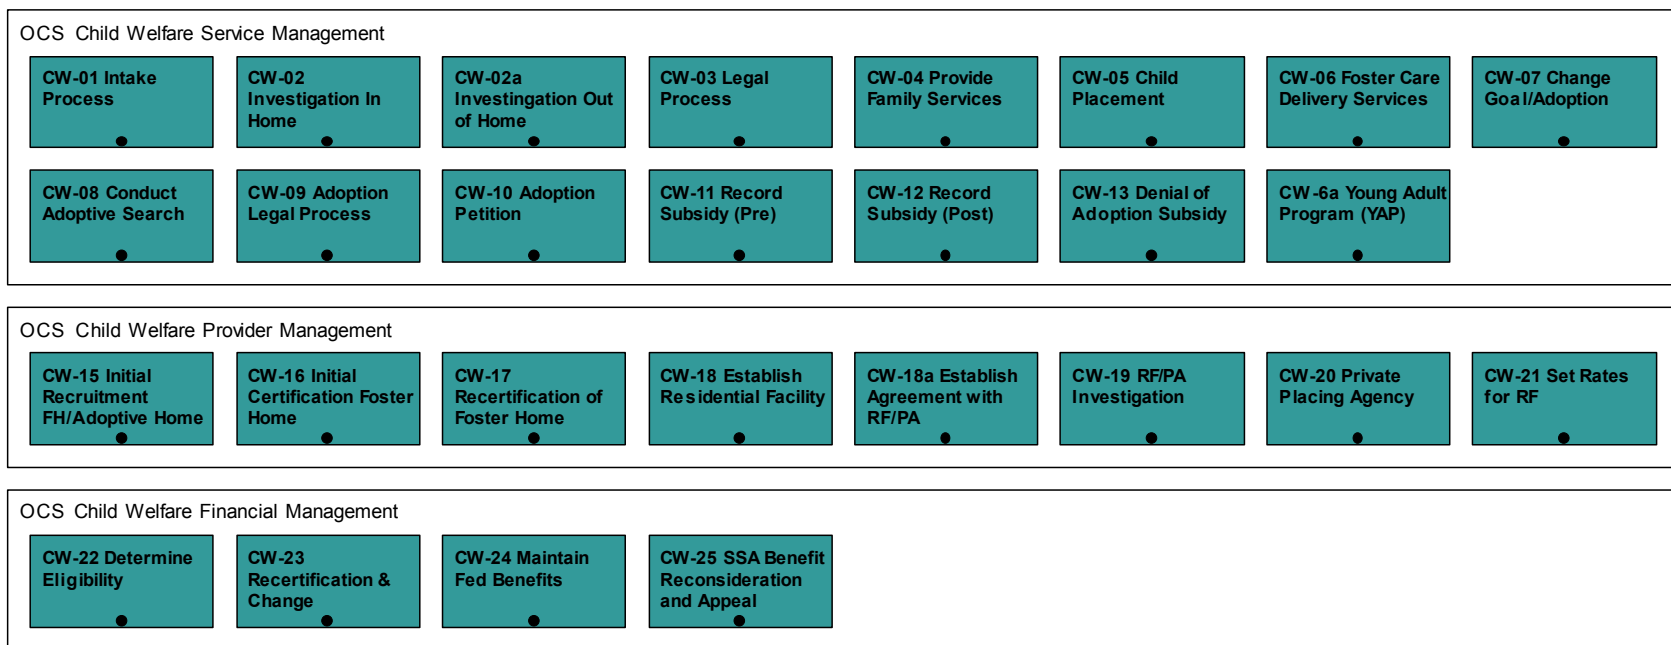 OCS Child Welfare Service Management
CW-01 Intake
Process
CW-02
Investigation In
Home
CW-02a
Investingation Out
of Home
CW-03 Legal
Process
CW-04 Provide
Family Services
CW-05 Child
Placement
CW-06 Foster Care
Delivery Services
CW-07 Change
Goal/Adoption
CW-08 Conduct
Adoptive Search
CW-09 Adoption
Legal Process
CW-10 Adoption
Petition
CW-11 Record
Subsidy (Pre)
CW-12 Record
Subsidy (Post)
CW-13 Denial of
Adoption Subsidy
CW-6a Young Adult
Program (YAP)
OCS Child Welfare Provider Management
CW-15 Initial
Recruitment
FH/Adoptive Home
CW-16 Initial
Certification Foster
Home
CW-17
Recertification of
Foster Home
CW-18 Establish
Residential Facility
CW-18a Establish
Agreement with
RF/PA
CW-19 RF/PA
Investigation
CW-20 Private
Placing Agency
CW-21 Set Rates
for RF
OCS Child Welfare Financial Management
CW-22 Determine
Eligibility
CW-23
Recertification &
Change
CW-24 Maintain
Fed Benefits
CW-25 SSA Benefit
Reconsideration
and Appeal